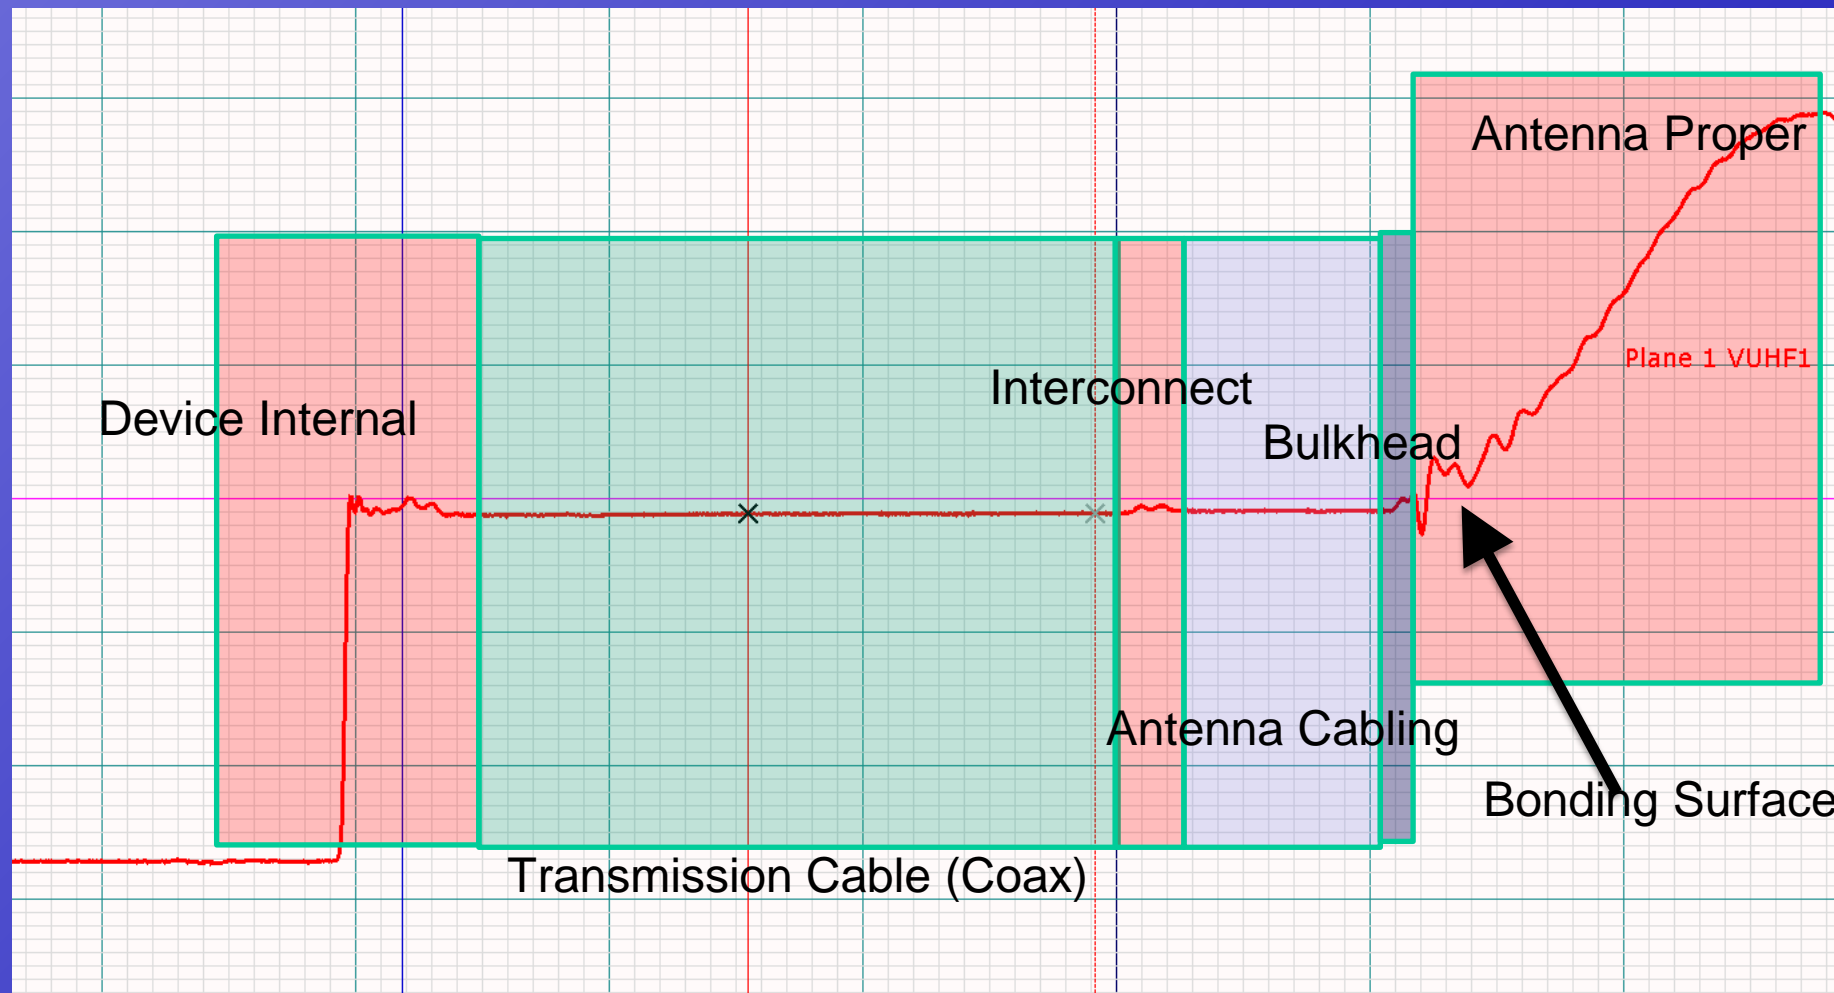 Antenna Proper
Plane 1 VUHF1
Interconnect
Device Internal
Bulkhead
Antenna Cabling
Bonding Surface
Transmission Cable (Coax)